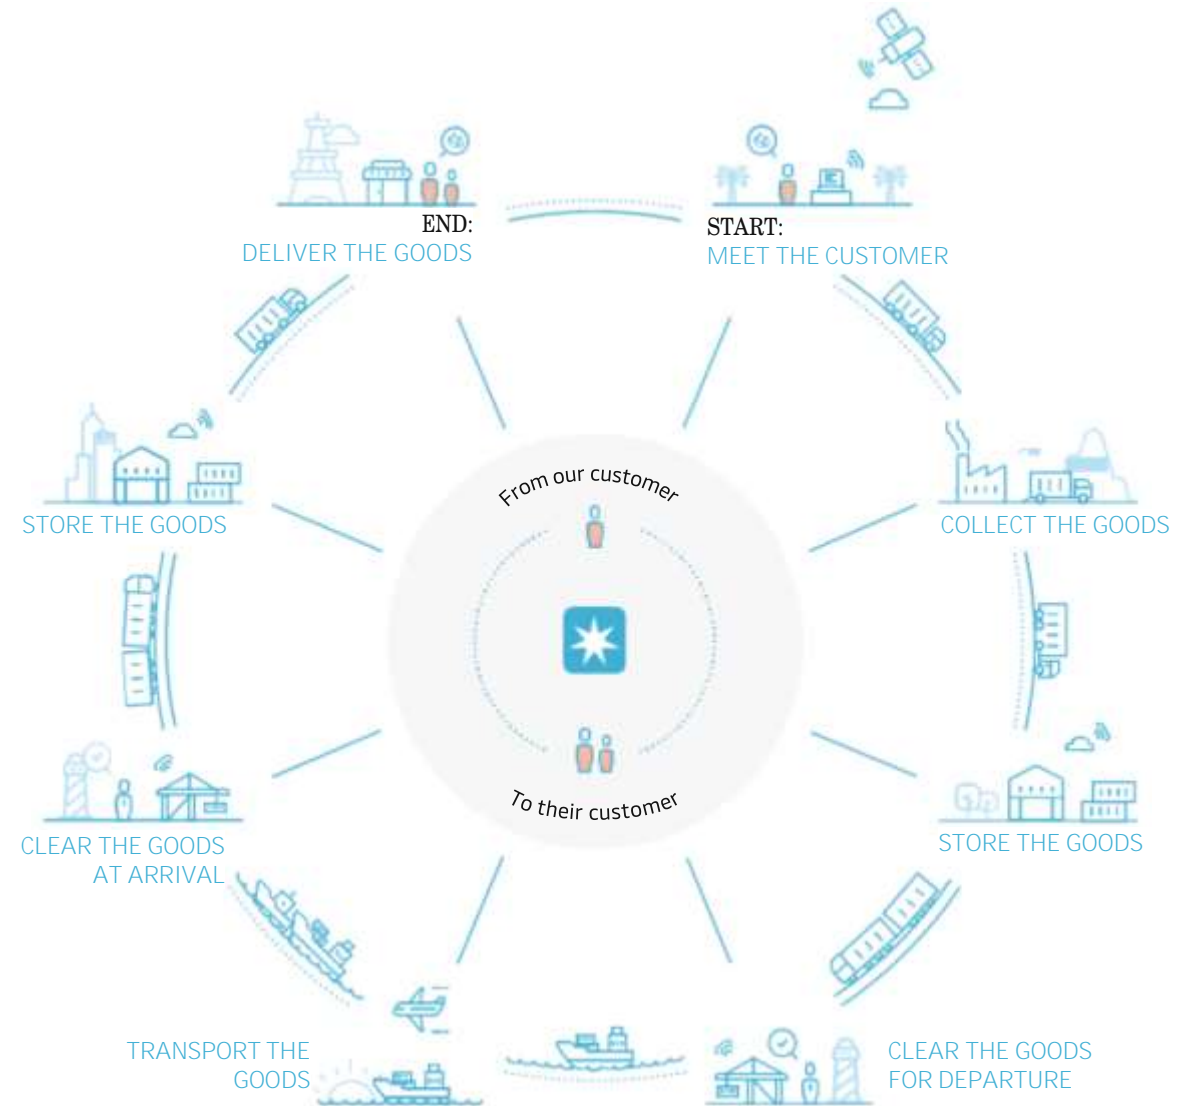 END:
DELIVER THE GOODS
START:
MEET THE CUSTOMER
STORE THE GOODS
From our customer
COLLECT THE GOODS
To their customer
CLEAR THE GOODS
AT ARRIVAL
STORE THE GOODS
TRANSPORT THE
GOODS
CLEAR THE GOODS
FOR DEPARTURE